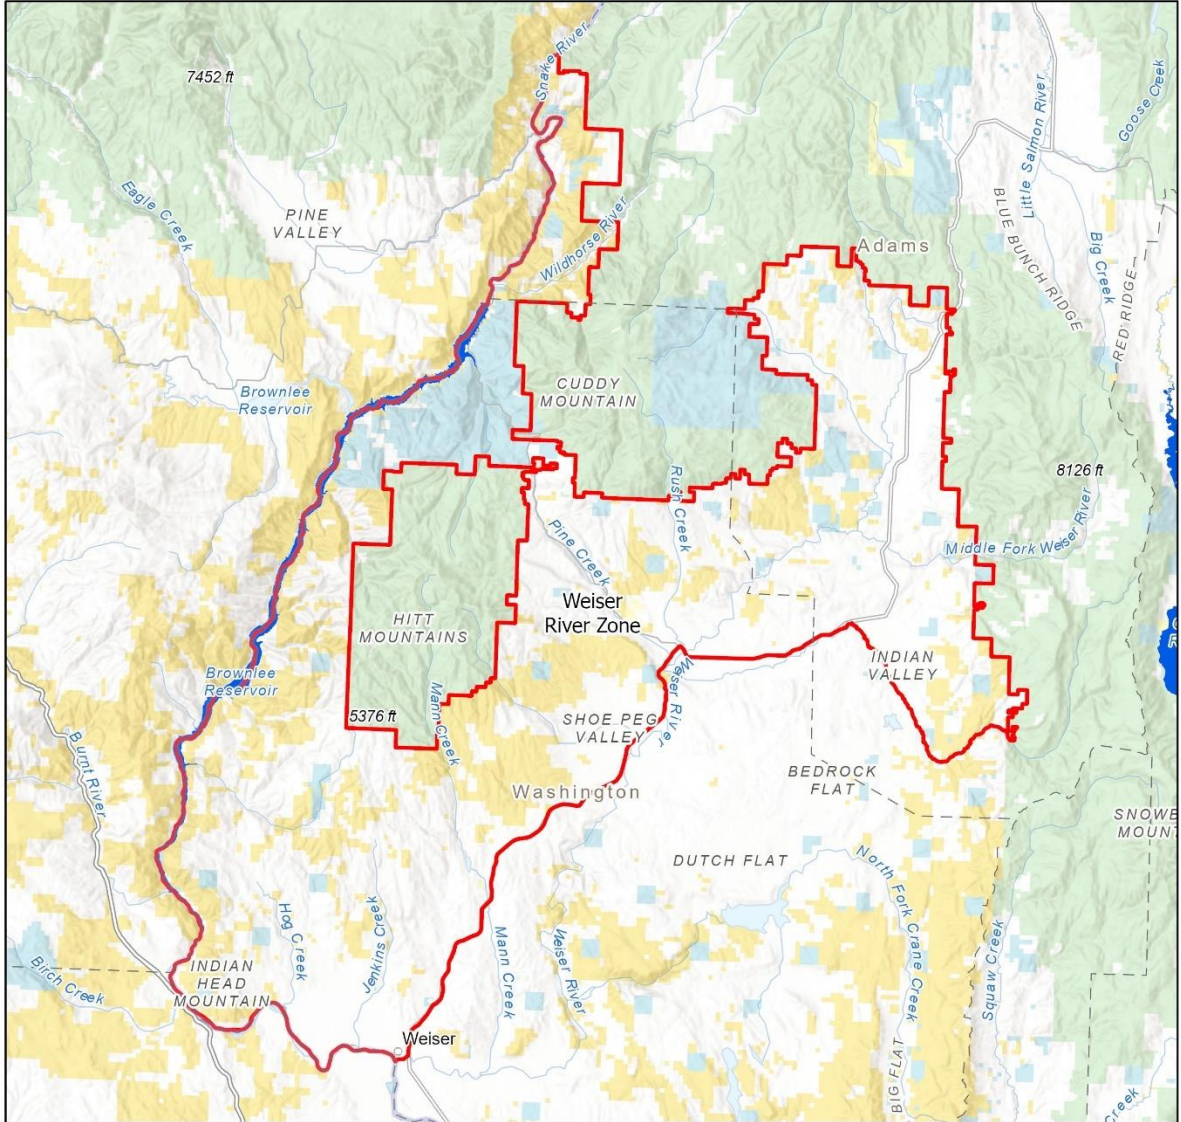 Snake River
7452 ft
Little Salmon River
Goose Creek
Eagle Creek
PINE
VALLEY
Wildhorse River
Adams
BLUE BUNCH RIDGE
Big Creek
RED RIDGE
Brownlee
Reservoir
CUDDY
MOUNTAIN
8126 ft
Rush Creek
Pine Creek
Middle Fork Weiser River
Weiser
River Zone
HITT
MOUNTAINS
INDIAN
VALLEY
Brownlee
Reservoir
Mann Creek
Weiser River
5376 ft
SHOE PEG
VALLEY
Burnt River
BEDROCK
FLAT
Washington
SNOWB
MOUNT
DUTCH FLAT
North Fork Crane Creek
Hog Creek
Jenkins Creek
Mann Creek
Weiser River
Squaw Creek
Birch Creek
INDIAN
HEAD
MOUNTAIN
Weiser
BIG FLAT
Creek